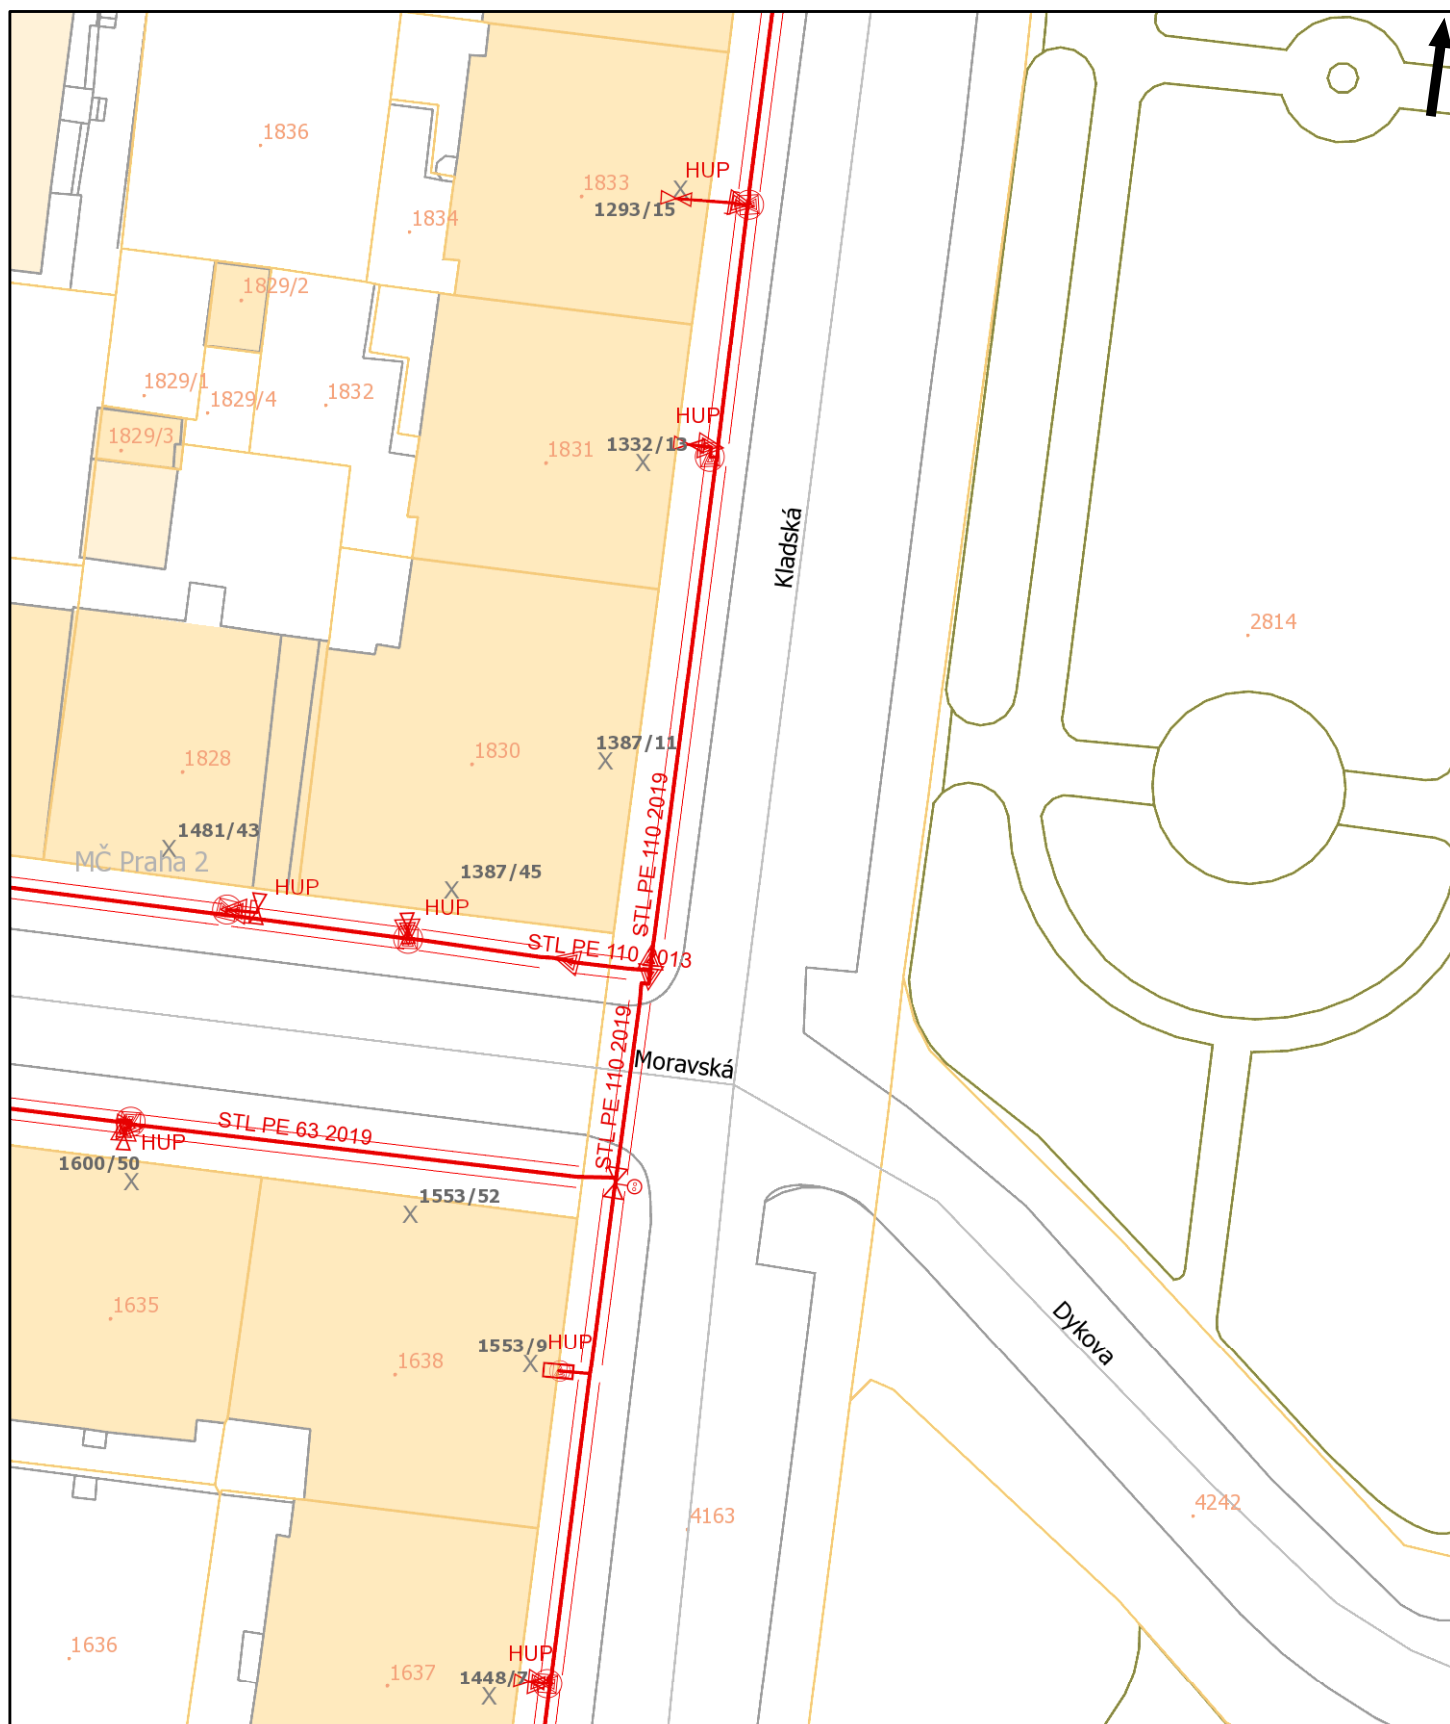 1836
HUP
1833
1293/15
1834
1829/2
1829/1
1829/4
1832
HUP
1829/3
1831
1332/13
Kladská
2814
1387/11
1830
1828
STL PE 110 2019
1481/43
MČ Praha 2
1387/45
HUP
HUP
STL PE 110 2013
STL PE 110 2019
Moravská
STL PE 63 2019
HUP
1600/50
1553/52
1635
Dykova
1553/9
HUP
1638
4163
4242
1636
HUP
1637
1448/7